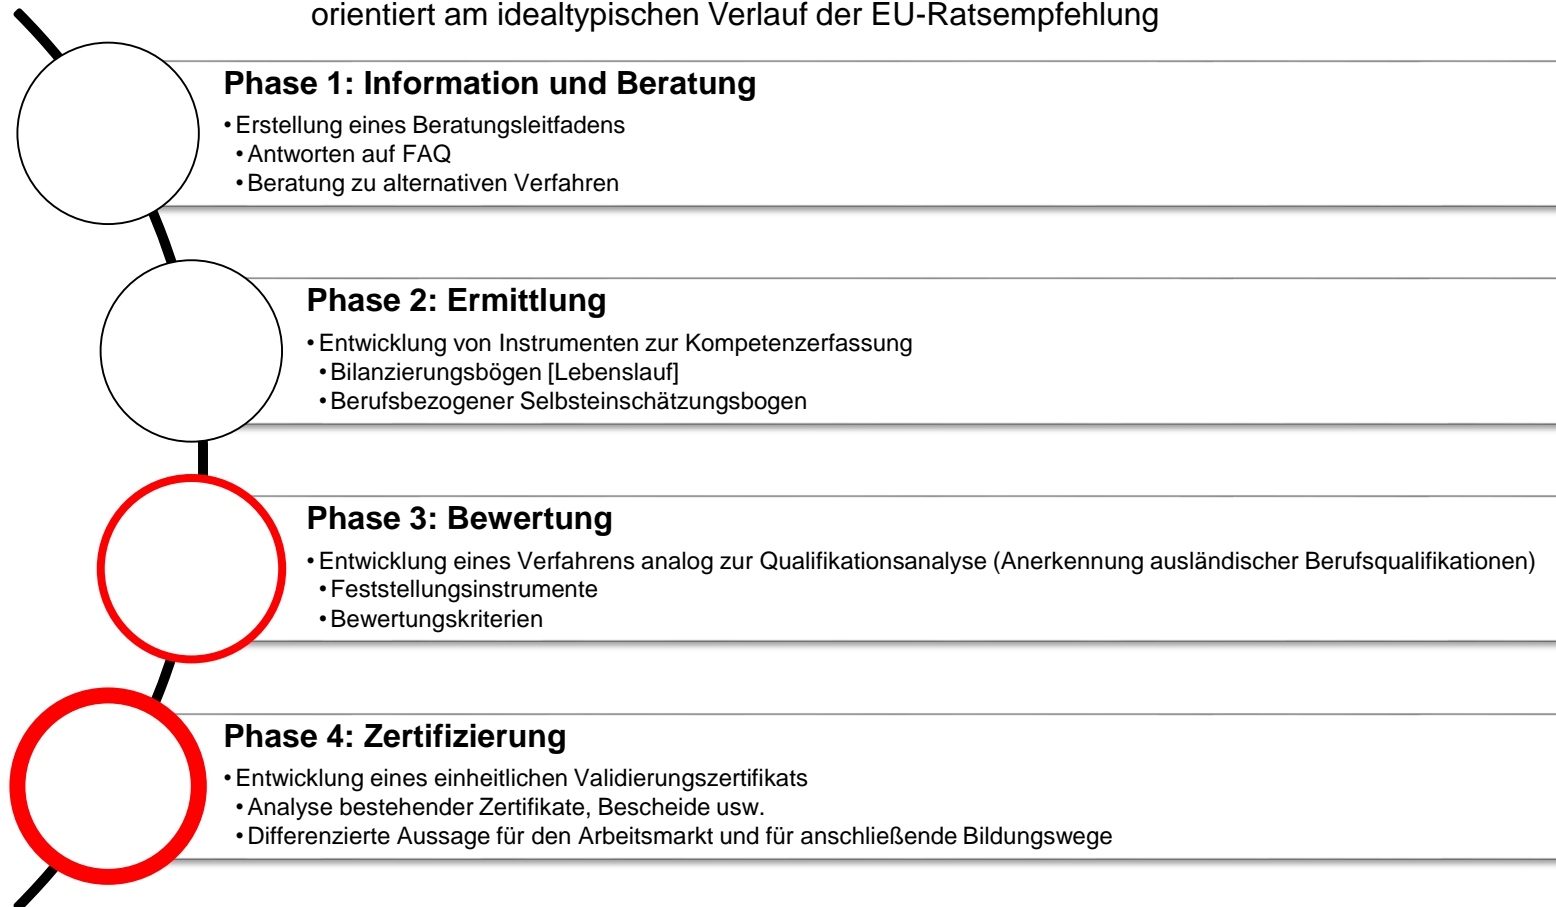 orientiert am idealtypischen Verlauf der EU-Ratsempfehlung
Phase 1: Information und Beratung
• Erstellung eines Beratungsleitfadens
• Antworten auf FAQ
• Beratung zu alternativen Verfahren
Phase 2: Ermittlung
• Entwicklung von Instrumenten zur Kompetenzerfassung
• Bilanzierungsbögen [Lebenslauf]
• Berufsbezogener Selbsteinschätzungsbogen
Phase 3: Bewertung
• Entwicklung eines Verfahrens analog zur Qualifikationsanalyse (Anerkennung ausländischer Berufsqualifikationen)
• Feststellungsinstrumente
• Bewertungskriterien
Phase 4: Zertifizierung
• Entwicklung eines einheitlichen Validierungszertifikats
• Analyse bestehender Zertifikate, Bescheide usw.
• Differenzierte Aussage für den Arbeitsmarkt und für anschließende Bildungswege